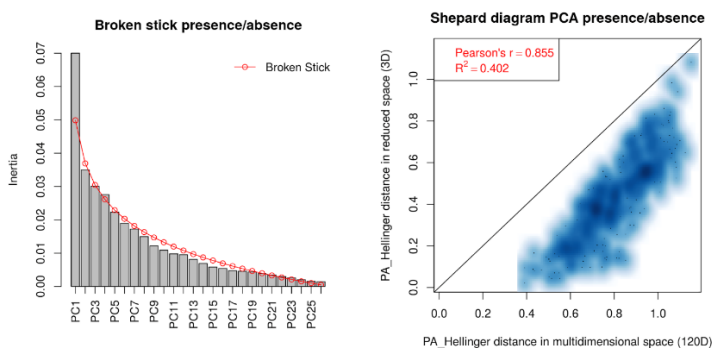 Broken stick presence/absence
Inertia
0.07
0.06
0.05
0.04
0.03
0.02
0.01
0.00
Broken Stick
PC1
PC3
PC5
PC7
PC9
PC11
PC13
PC15
PC17
PC19
PC21
PC23
PC25
Shepard diagram PCA presence/absence
PA_Hellinger distance in reduced space (3D)
Pearson's r = 0.855
R² = 0.402
1.0
0.8
0.6
0.4
0.2
0.0
0.0 0.2 0.4 0.6 0.8 1.0
PA_Hellinger distance in multidimensional space (120D)